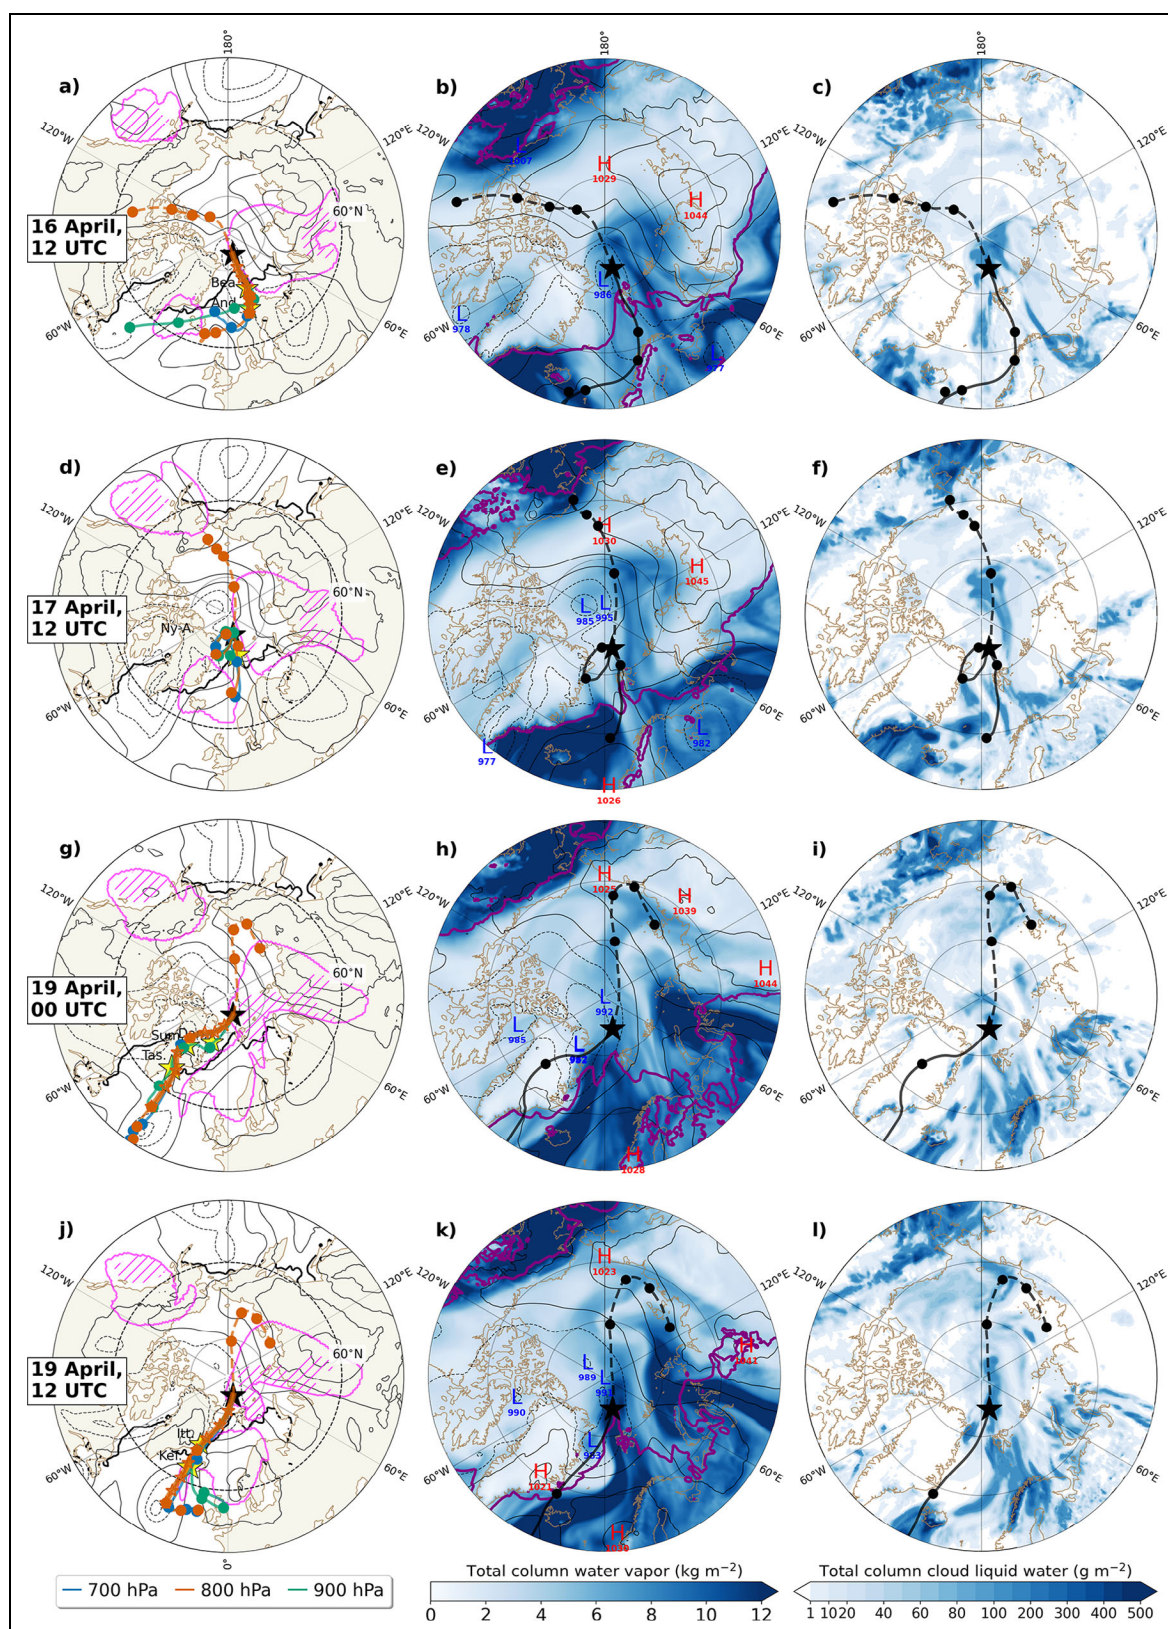 180°
180°
180°
a)
b)
c)
120°W
120°E
120°W
120°E
120°W
120°E
1007
H
1029
H
1044
60°N
16 April,
12 UTC
Bea.
And.
L
986
L
978
977
60°W
60°E
60°W
60°E
60°W
60°E
d)
e)
f)
120°W
120°E
120°W
120°E
120°W
120°E
H
1030
H
1045
60°N
17 April,
12 UTC
Ny-A.
L
985
L
995
L
982
L
977
60°W
60°E
60°W
60°E
60°W
60°E
H
1026
g)
h)
i)
120°W
120°E
120°W
120°E
120°W
120°E
H
1025
H
1039
60°N
H
1044
19 April,
00 UTC
Sum.
Tas.
L
992
L
985
L
60°W
60°E
60°W
60°E
60°W
60°E
H
1028
j)
k)
l)
120°W
120°E
120°W
120°E
120°W
120°E
H
1023
60°N
H
1041
19 April,
12 UTC
Itt.
Kef.
L
989
L
991
L
990
L
983
H
1021
60°W
60°E
60°W
60°E
60°W
60°E
H
1030
0°
700 hPa
800 hPa
900 hPa
Total column water vapor (kg m⁻²)
0 2 4 6 8 10 12
Total column cloud liquid water (g m⁻²)
1 10 20 40 60 80 100 200 300 400 500